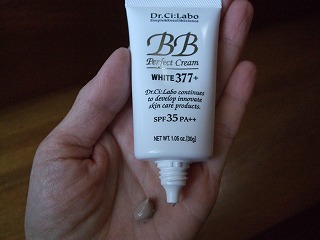 Dr.Ci:Labo
BB
Perfect Cream
WHITE 377+
Dr.Ci:Labo continues
to develop innovate
skin care products.
SPF35 PA++
NET WT. 1.05 oz. (30g)